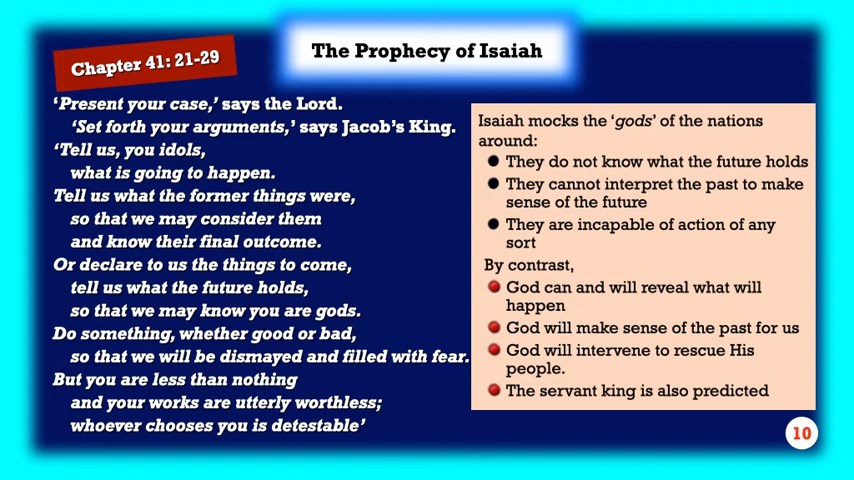 The Prophecy of Isaiah
Chapter 41: 21-29
‘Present your case,’ says the Lord.
‘Set forth your arguments,’ says Jacob’s King.
‘Tell us, you idols,
what is going to happen.
Tell us what the former things were,
so that we may consider them
and know their final outcome.
Or declare to us the things to come,
tell us what the future holds,
so that we may know you are gods.
Do something, whether good or bad,
so that we will be dismayed and filled with fear.
But you are less than nothing
and your works are utterly worthless;
whoever chooses you is detestable’
Isaiah mocks the ‘gods’ of the nations
around:
● They do not know what the future holds
● They cannot interpret the past to make
sense of the future
● They are incapable of action of any
sort
By contrast,
● God can and will reveal what will
happen
● God will make sense of the past for us
● God will intervene to rescue His
people.
● The servant king is also predicted
10